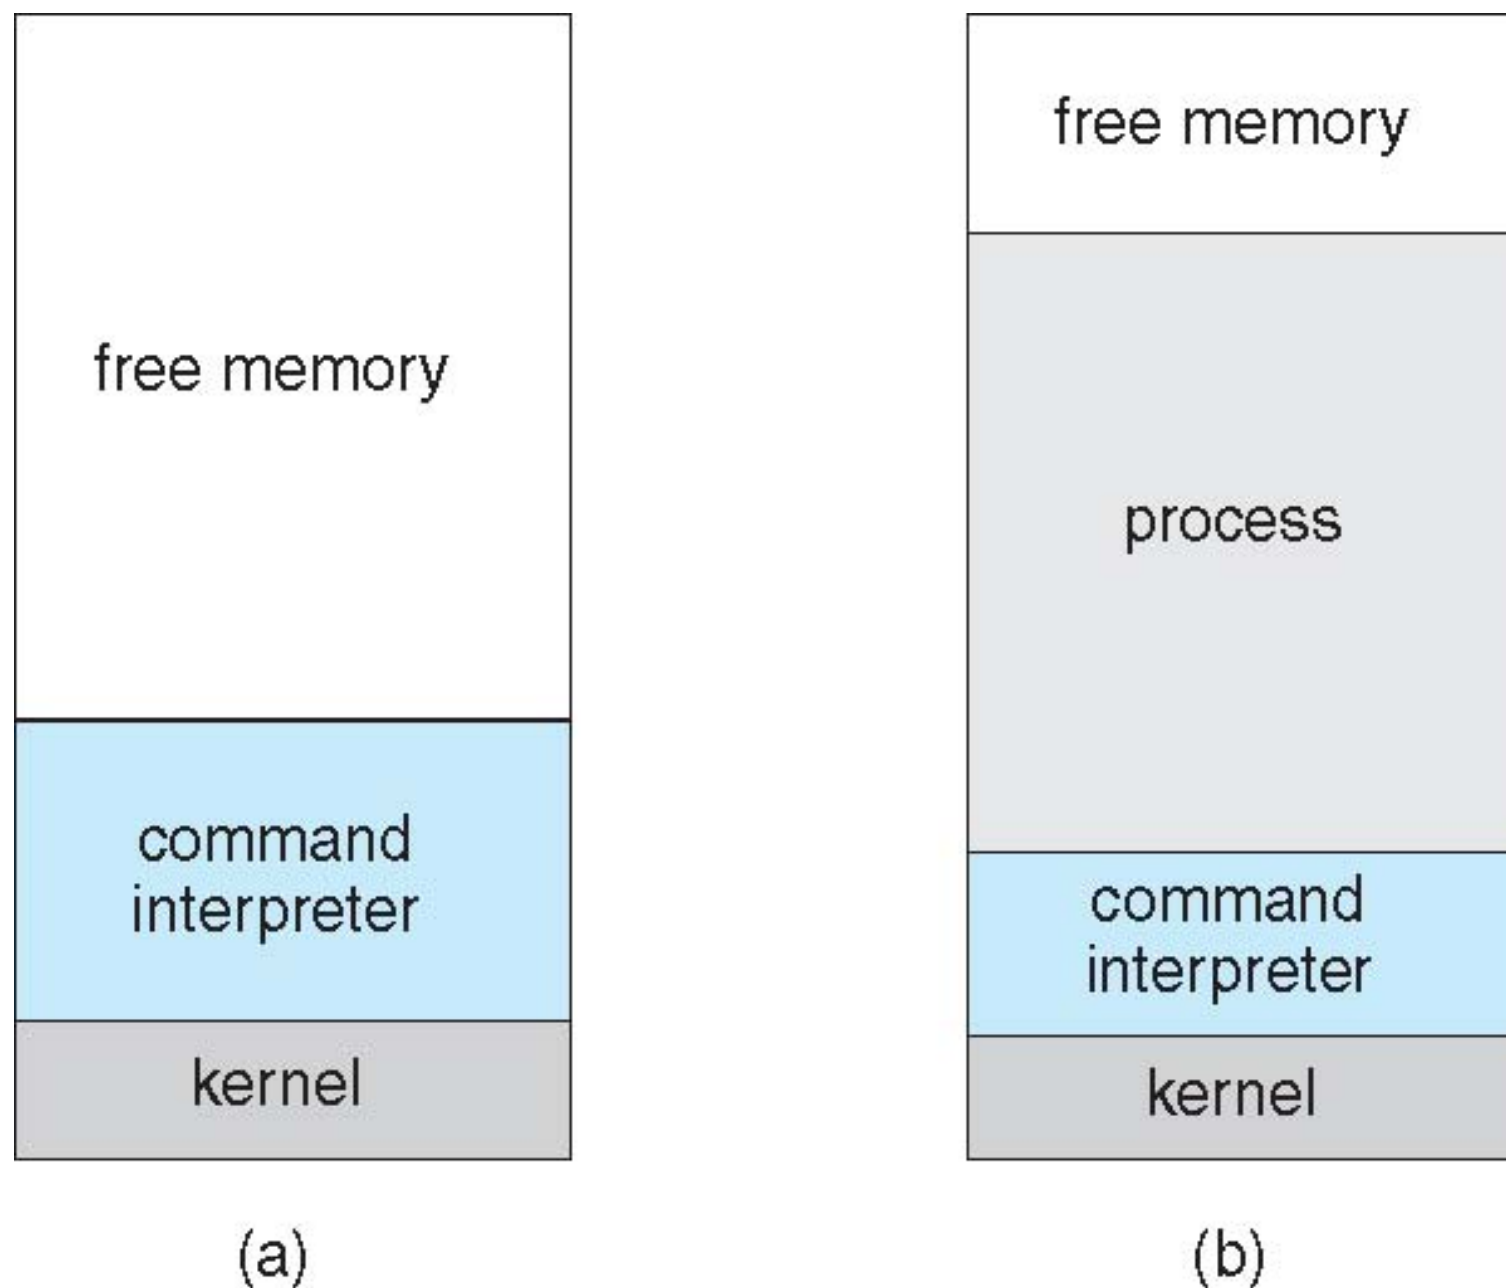 free memory
command
interpreter
kernel
(a)
free memory
process
command
interpreter
kernel
(b)